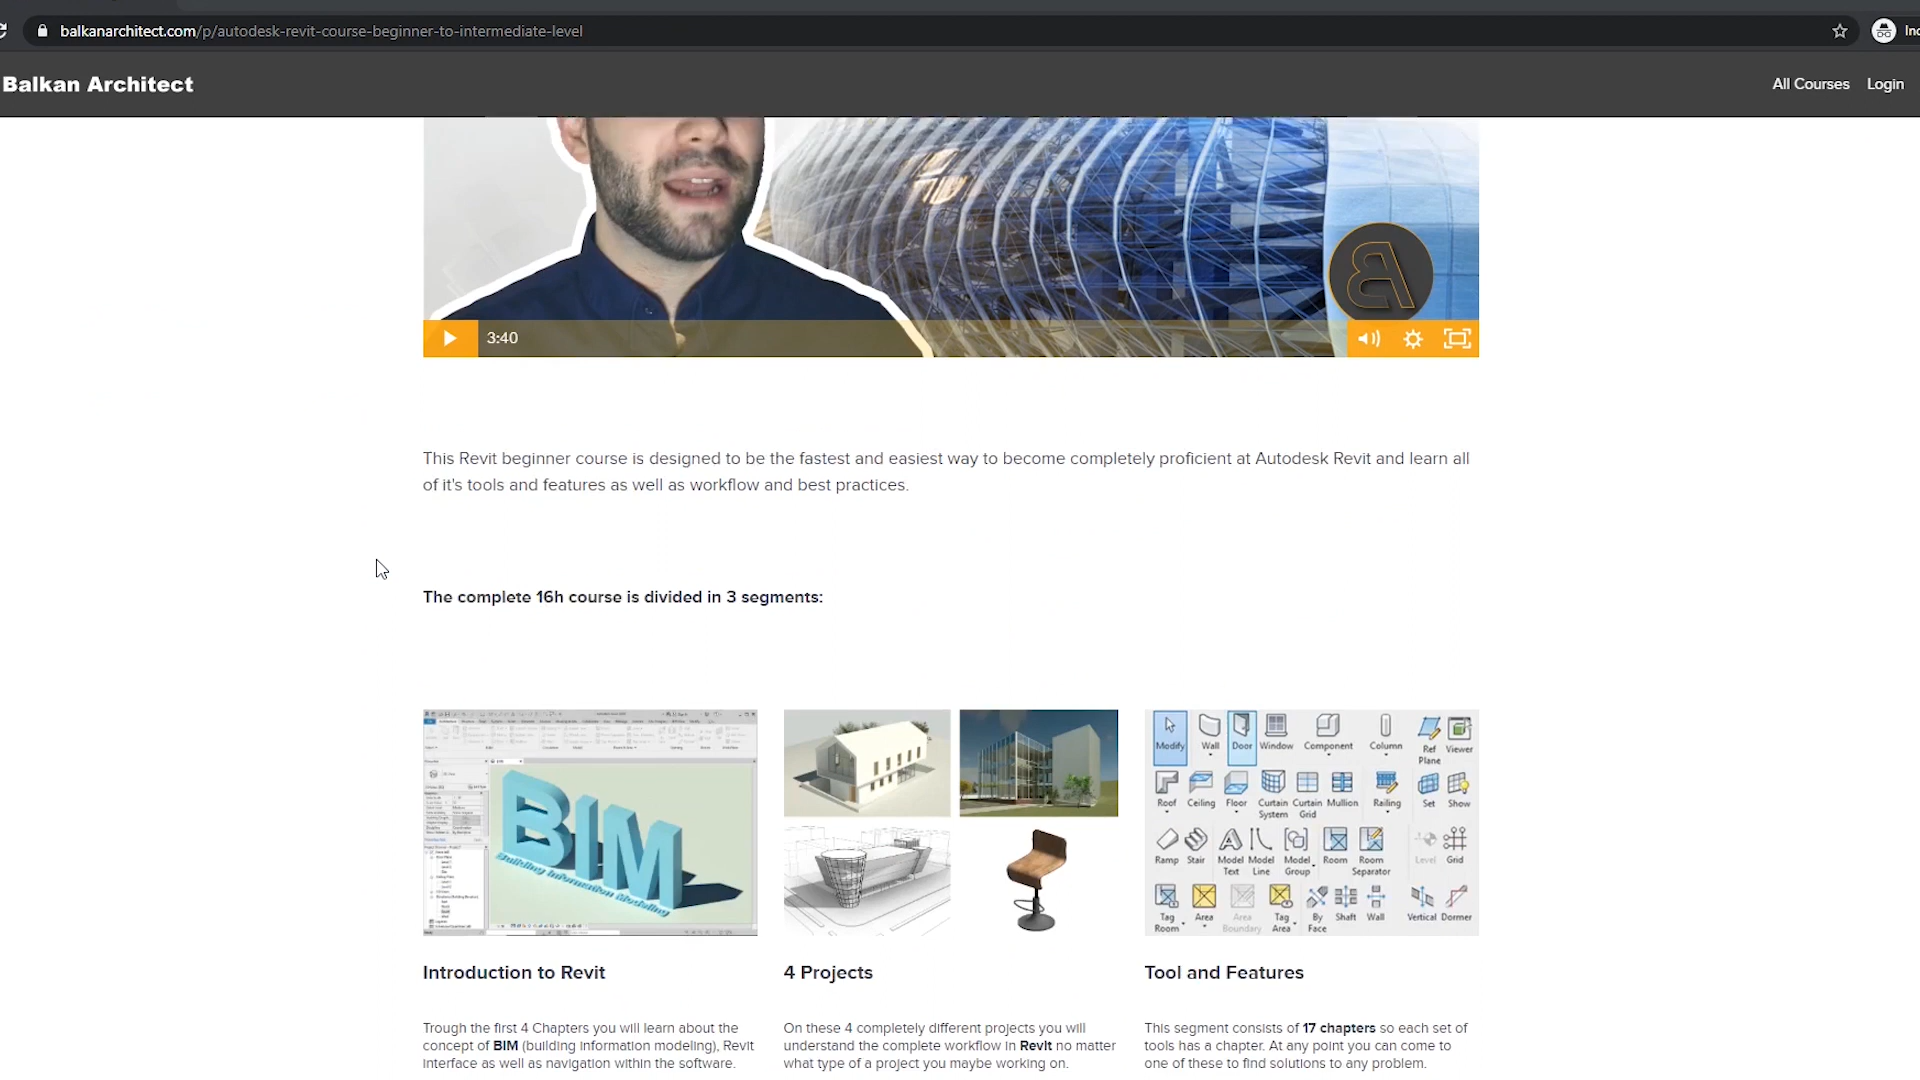 balkanarchitect.com/p/autodesk-revit-course-beginner-to-intermediate-level
Balkan Architect
All Courses Login
3:40
This Revit beginner course is designed to be the fastest and easiest way to become completely proficient at Autodesk Revit and learn all
of it's tools and features as well as workflow and best practices.
The complete 16h course is divided in 3 segments:
BIM
Building Information Modeling
Modify Wall Door Window Component Column Ref Plane Viewer
Roof Ceiling Floor Curtain System Curtain Grid Mullion Railing Set Show
Ramp Stair Model Text Model Line Model Group Room Room Separator Level Grid
Tag Room Area Area Boundary Tag Area By Face Shaft Wall Vertical Dormer
Introduction to Revit
Trough the first 4 Chapters you will learn about the
concept of BIM (building information modeling), Revit
interface as well as navigation within the software.
4 Projects
On these 4 completely different projects you will
understand the complete workflow in Revit no matter
what type of a project you maybe working on.
Tool and Features
This segment consists of 17 chapters so each set of
tools has a chapter. At any point you can come to
one of these to find solutions to any problem.